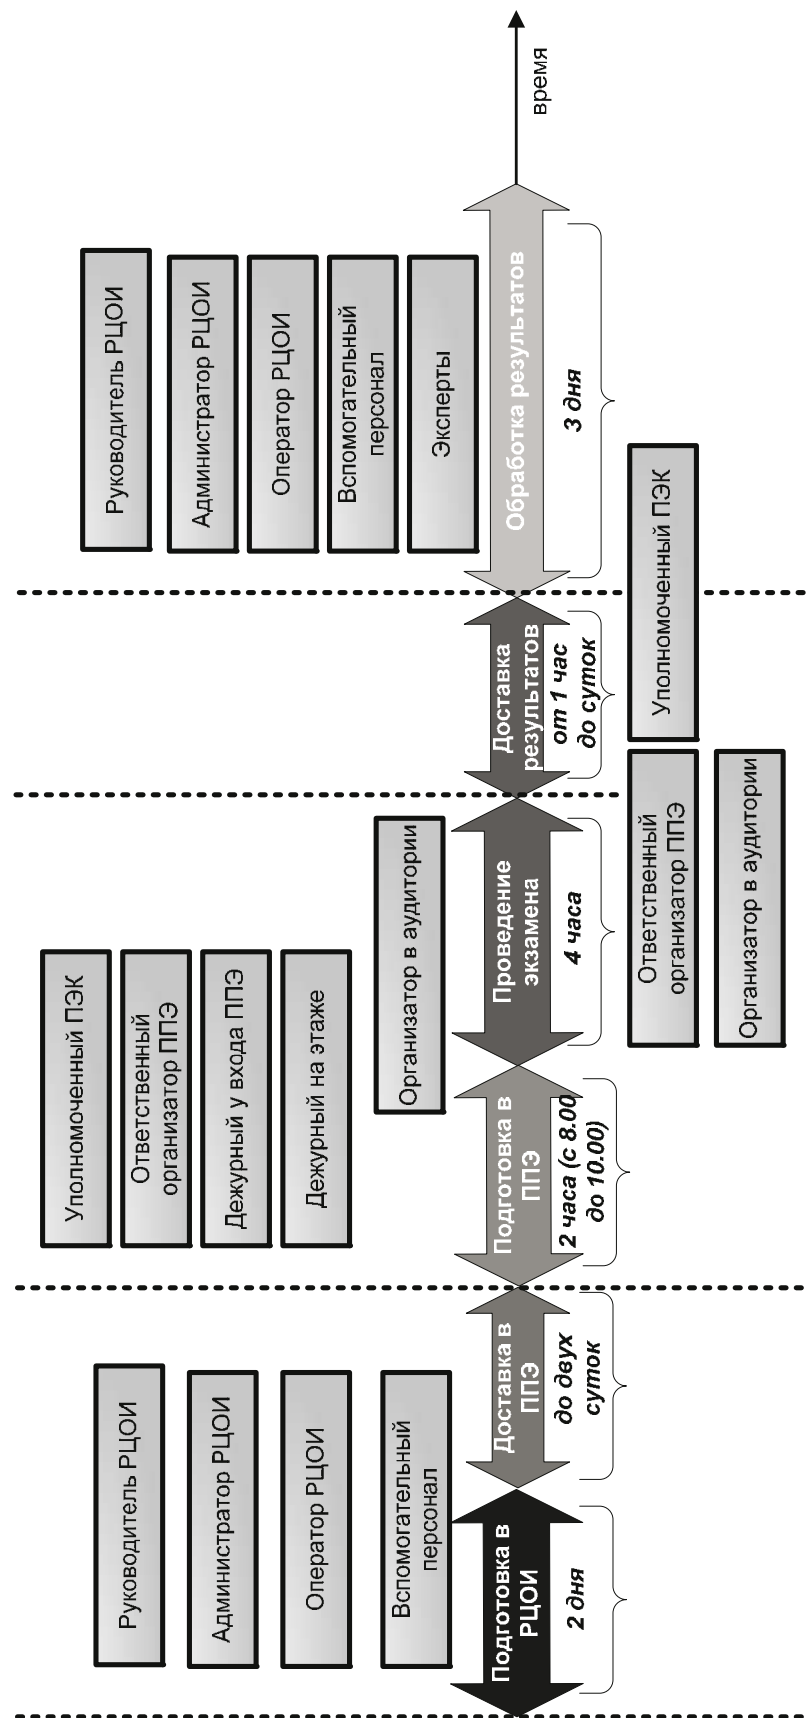 Руководитель РЦОИ
Администратор РЦОИ
Оператор РЦОИ
Вспомогательный
персонал
Подготовка в
РЦОИ
2 дня
Доставка в
ППЭ
до двух
суток
Уполномоченный ПЭК
Ответственный
организатор ППЭ
Дежурный у входа ППЭ
Дежурный на этаже
Организатор в аудитории
Подготовка в
ППЭ
2 часа (с 8.00
до 10.00)
Проведение
экзамена
4 часа
Ответственный
организатор ППЭ
Организатор в аудитории
Доставка
результатов
от 1 час
до суток
Уполномоченный ПЭК
Руководитель РЦОИ
Администратор РЦОИ
Оператор РЦОИ
Вспомогательный
персонал
Эксперты
Обработка результатов
3 дня
время